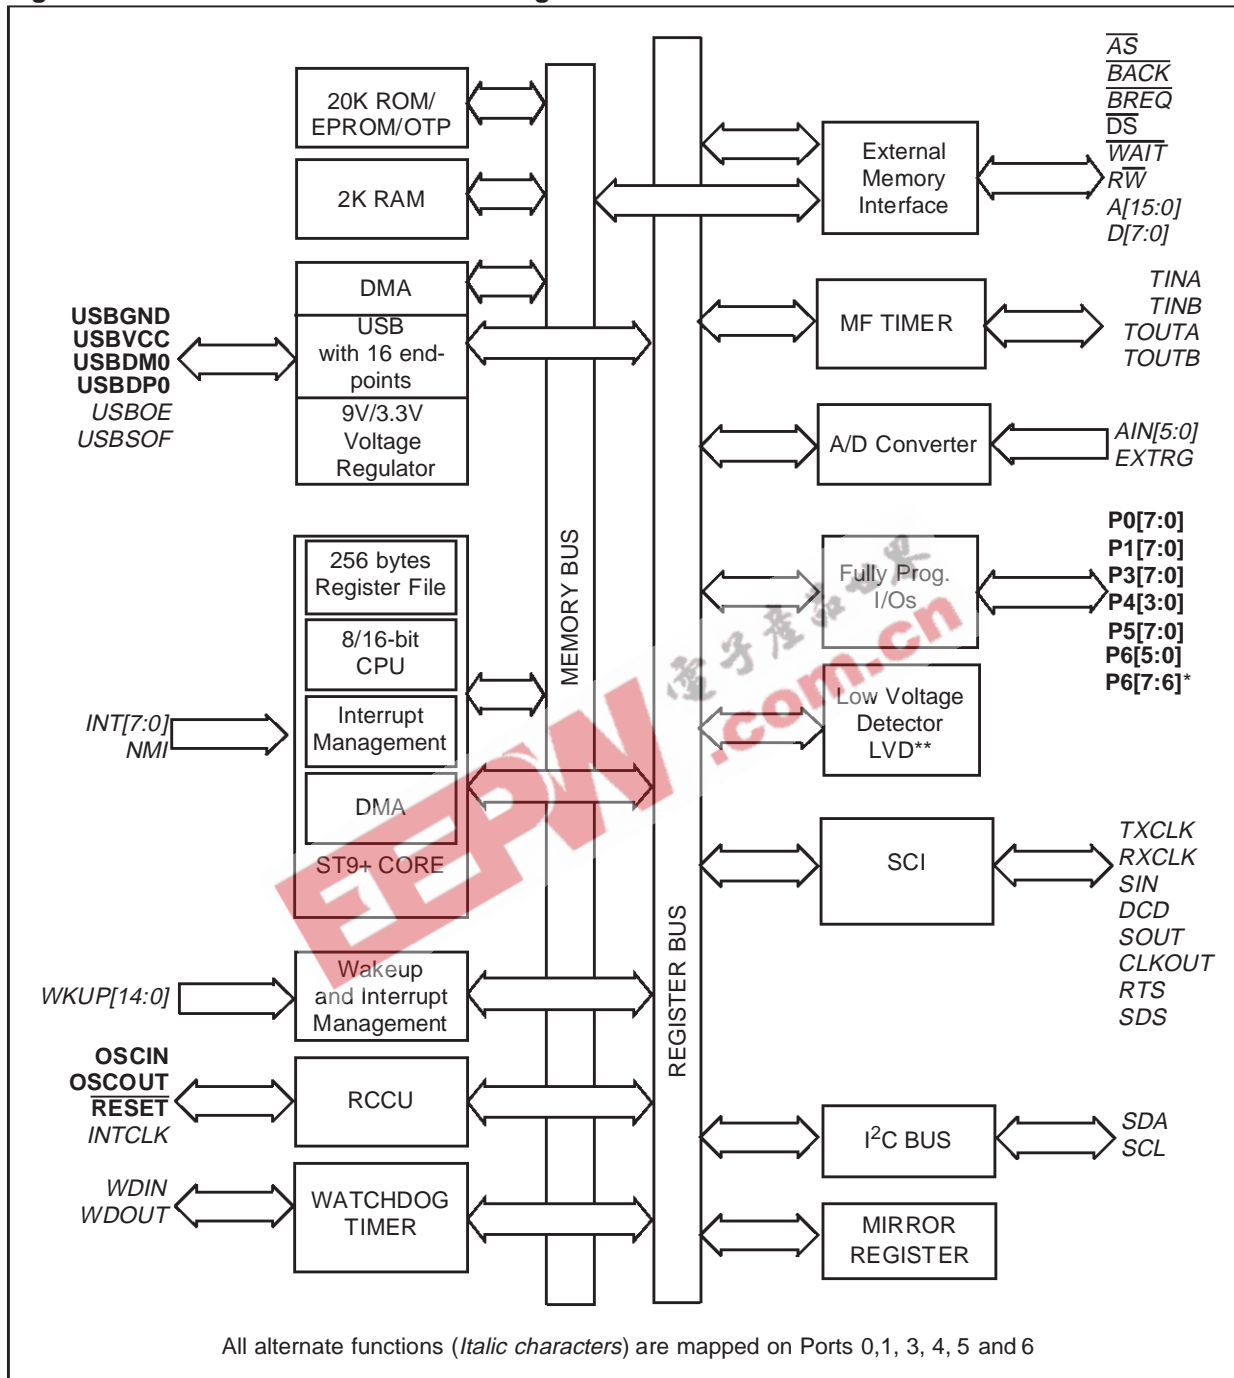 20K ROM/
EPROM/OTP
2K RAM
DMA
USB
with 16 end-
points
9V/3.3V
Voltage
Regulator
USBGND
USBVCC
USBDM0
USBDP0
USBOE
USBSOF
256 bytes
Register File
8/16-bit
CPU
Interrupt
Management
DMA
ST9+ CORE
INT[7:0]
NMI
Wakeup
and Interrupt
Management
WKUP[14:0]
OSCIN
OSCOUT
RESET
INTCLK
RCCU
WDIN
WDOUT
WATCHDOG
TIMER
MEMORY BUS
REGISTER BUS
External
Memory
Interface
AS
BACK
BREQ
DS
WAIT
RW
A[15:0]
D[7:0]
MF TIMER
TINA
TINB
TOUTA
TOUTB
A/D Converter
AIN[5:0]
EXTRG
Fully Prog.
I/Os
P0[7:0]
P1[7:0]
P3[7:0]
P4[3:0]
P5[7:0]
P6[5:0]
P6[7:6]*
Low Voltage
Detector
LVD**
SCI
TXCLK
RXCLK
SIN
DCD
SOUT
CLKOUT
RTS
SDS
I²C BUS
SDA
SCL
MIRROR
REGISTER
EEPW
.com.cn
電子產品世界
All alternate functions (Italic characters) are mapped on Ports 0,1, 3, 4, 5 and 6